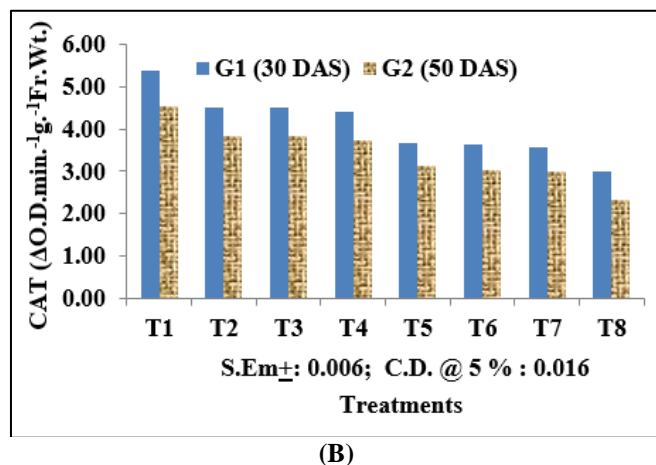 6.00
5.00
4.00
3.00
2.00
1.00
0.00
CAT (ΔO.D.min.-¹g.-¹Fr.Wt.)
G1 (30 DAS) G2 (50 DAS)
T1 T2 T3 T4 T5 T6 T7 T8
S.Em±: 0.006; C.D. @ 5 % : 0.016
Treatments
(B)